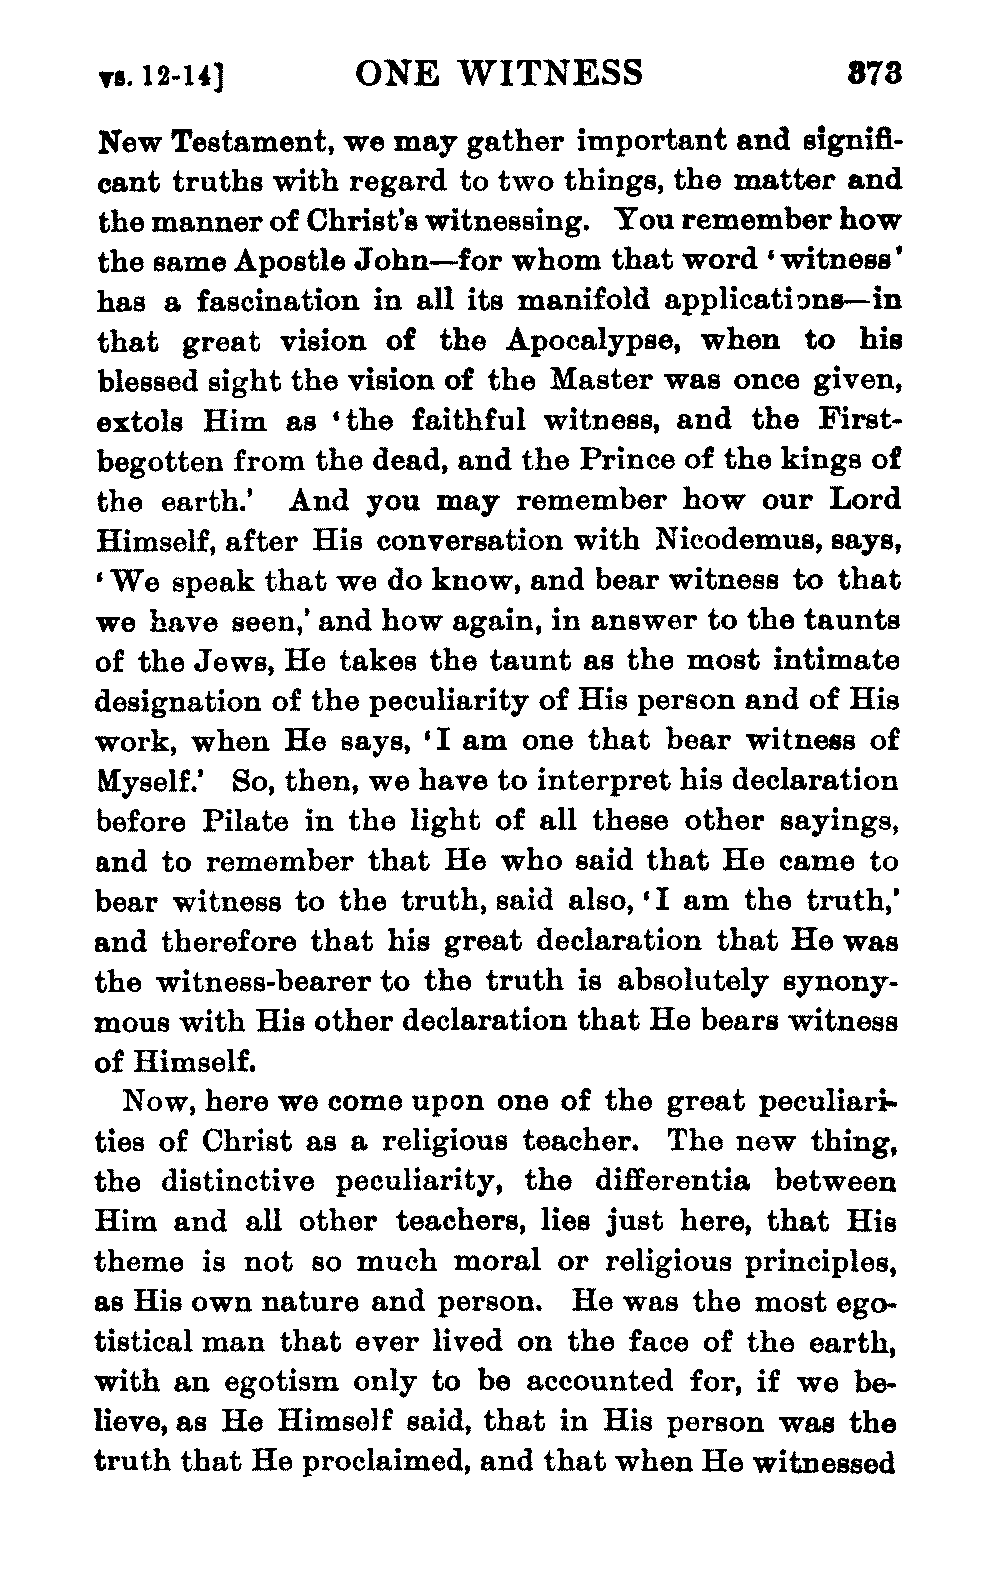 vs. 12-14] ONE WITNESS 373
New Testament, we may gather important and signifi-
cant truths with regard to two things, the matter and
the manner of Christ's witnessing. You remember how
the same Apostle John—for whom that word 'witness'
has a fascination in all its manifold applications—in
that great vision of the Apocalypse, when to his
blessed sight the vision of the Master was once given,
extols Him as 'the faithful witness, and the First-
begotten from the dead, and the Prince of the kings of
the earth.' And you may remember how our Lord
Himself, after His conversation with Nicodemus, says,
'We speak that we do know, and bear witness to that
we have seen,' and how again, in answer to the taunts
of the Jews, He takes the taunt as the most intimate
designation of the peculiarity of His person and of His
work, when He says, 'I am one that bear witness of
Myself.' So, then, we have to interpret his declaration
before Pilate in the light of all these other sayings,
and to remember that He who said that He came to
bear witness to the truth, said also, 'I am the truth,'
and therefore that his great declaration that He was
the witness-bearer to the truth is absolutely synony-
mous with His other declaration that He bears witness
of Himself.
Now, here we come upon one of the great peculiari-
ties of Christ as a religious teacher. The new thing,
the distinctive peculiarity, the differentia between
Him and all other teachers, lies just here, that His
theme is not so much moral or religious principles,
as His own nature and person. He was the most ego-
tistical man that ever lived on the face of the earth,
with an egotism only to be accounted for, if we be-
lieve, as He Himself said, that in His person was the
truth that He proclaimed, and that when He witnessed